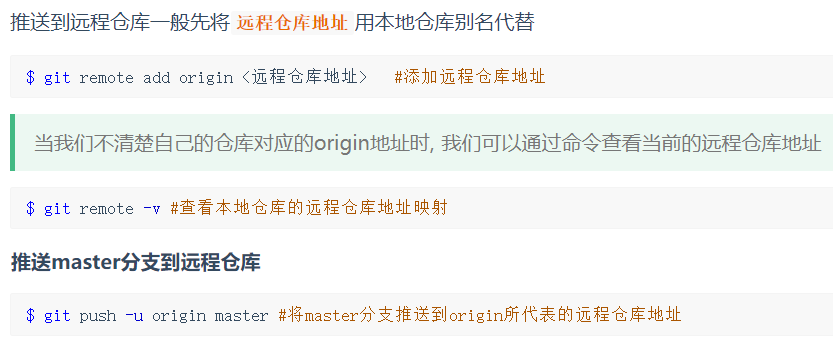 推送到远程仓库一般先将 远程仓库地址 用本地仓库别名代替
$ git remote add origin <远程仓库地址>   #添加远程仓库地址
当我们不清楚自己的仓库对应的origin地址时, 我们可以通过命令查看当前的远程仓库地址
$ git remote -v #查看本地仓库的远程仓库地址映射
推送master分支到远程仓库
$ git push -u origin master #将master分支推送到origin所代表的远程仓库地址